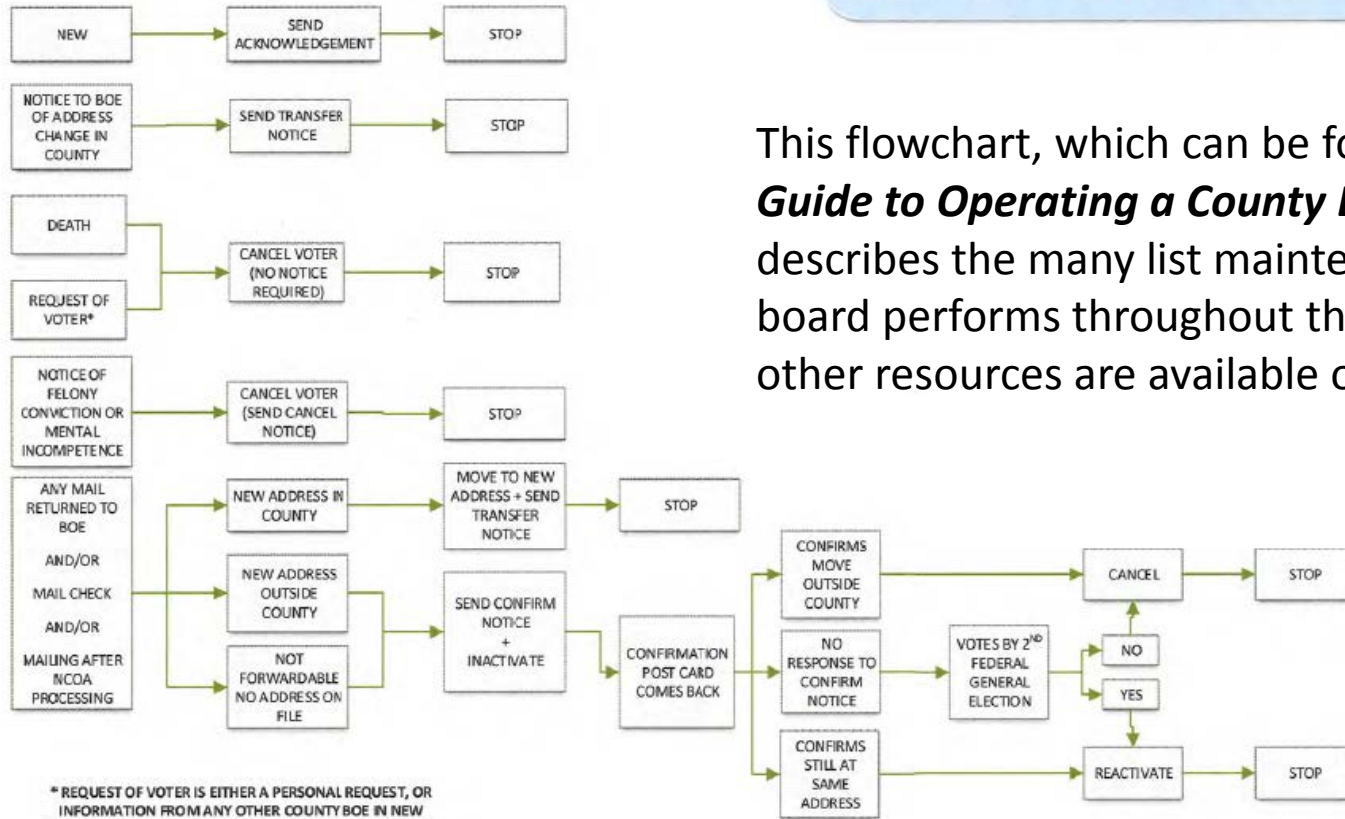 NEW
SEND
ACKNOWLEDGEMENT
STOP
NOTICE TO BOE
OF ADDRESS
CHANGE IN
COUNTY
SEND TRANSFER
NOTICE
STOP
DEATH
REQUEST OF
VOTER*
CANCEL VOTER
(NO NOTICE
REQUIRED)
STOP
NOTICE OF
FELONY
CONVICTION OR
MENTAL
INCOMPETENCE
CANCEL VOTER
(SEND CANCEL
NOTICE)
STOP
ANY MAIL
RETURNED TO
BOE
AND/OR
MAIL CHECK
AND/OR
MAILING AFTER
NCOA
PROCESSING
NEW ADDRESS IN
COUNTY
MOVE TO NEW
ADDRESS + SEND
TRANSFER
NOTICE
STOP
NEW ADDRESS
OUTSIDE
COUNTY
NOT
FORWARDABLE
NO ADDRESS ON
FILE
SEND CONFIRM
NOTICE
+
INACTIVATE
CONFIRMATION
POST CARD
COMES BACK
CONFIRMS
MOVE
OUTSIDE
COUNTY
CANCEL
STOP
NO
RESPONSE TO
CONFIRM
NOTICE
VOTES BY 2ND
FEDERAL
GENERAL
ELECTION
NO
YES
CONFIRMS
STILL AT
SAME
ADDRESS
REACTIVATE
STOP
* REQUEST OF VOTER IS EITHER A PERSONAL REQUEST, OR
INFORMATION FROM ANY OTHER COUNTY BOE IN NEW
This flowchart, which can be fo
Guide to Operating a County
describes the many list mainte
board performs throughout th
other resources are available